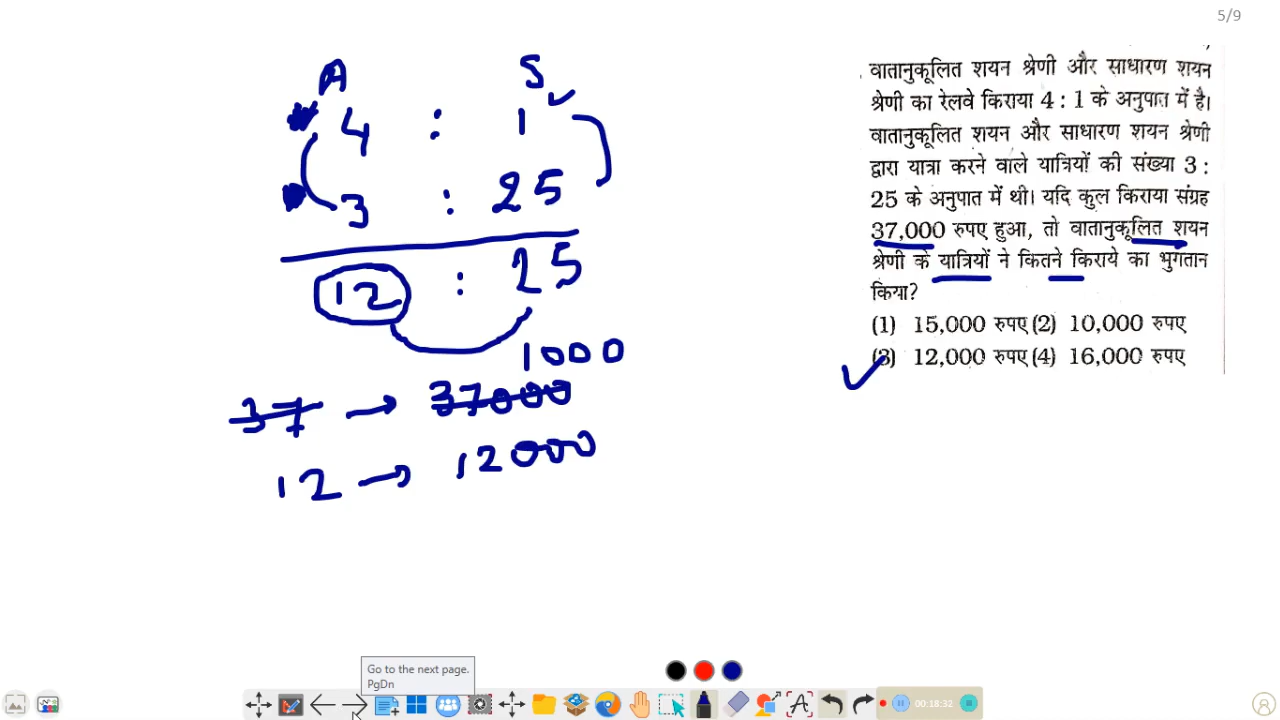 5/9
A S
4 : 1
3 : 25
12 : 25
1000
37 → 37000
12 → 12000
वातानुकूलित शयन श्रेणी और साधारण शयन
श्रेणी का रेलवे किराया 4 : 1 के अनुपात में है।
वातानुकूलित शयन और साधारण शयन श्रेणी
द्वारा यात्रा करने वाले यात्रियों की संख्या 3 :
25 के अनुपात में थी। यदि कुल किराया संग्रह
37,000 रुपए हुआ, तो वातानुकूलित शयन
श्रेणी के यात्रियों ने कितने किराये का भुगतान
किया?
(1) 15,000 रुपए (2) 10,000 रुपए
(3) 12,000 रुपए (4) 16,000 रुपए
Go to the next page.
PgDn
00:18:32